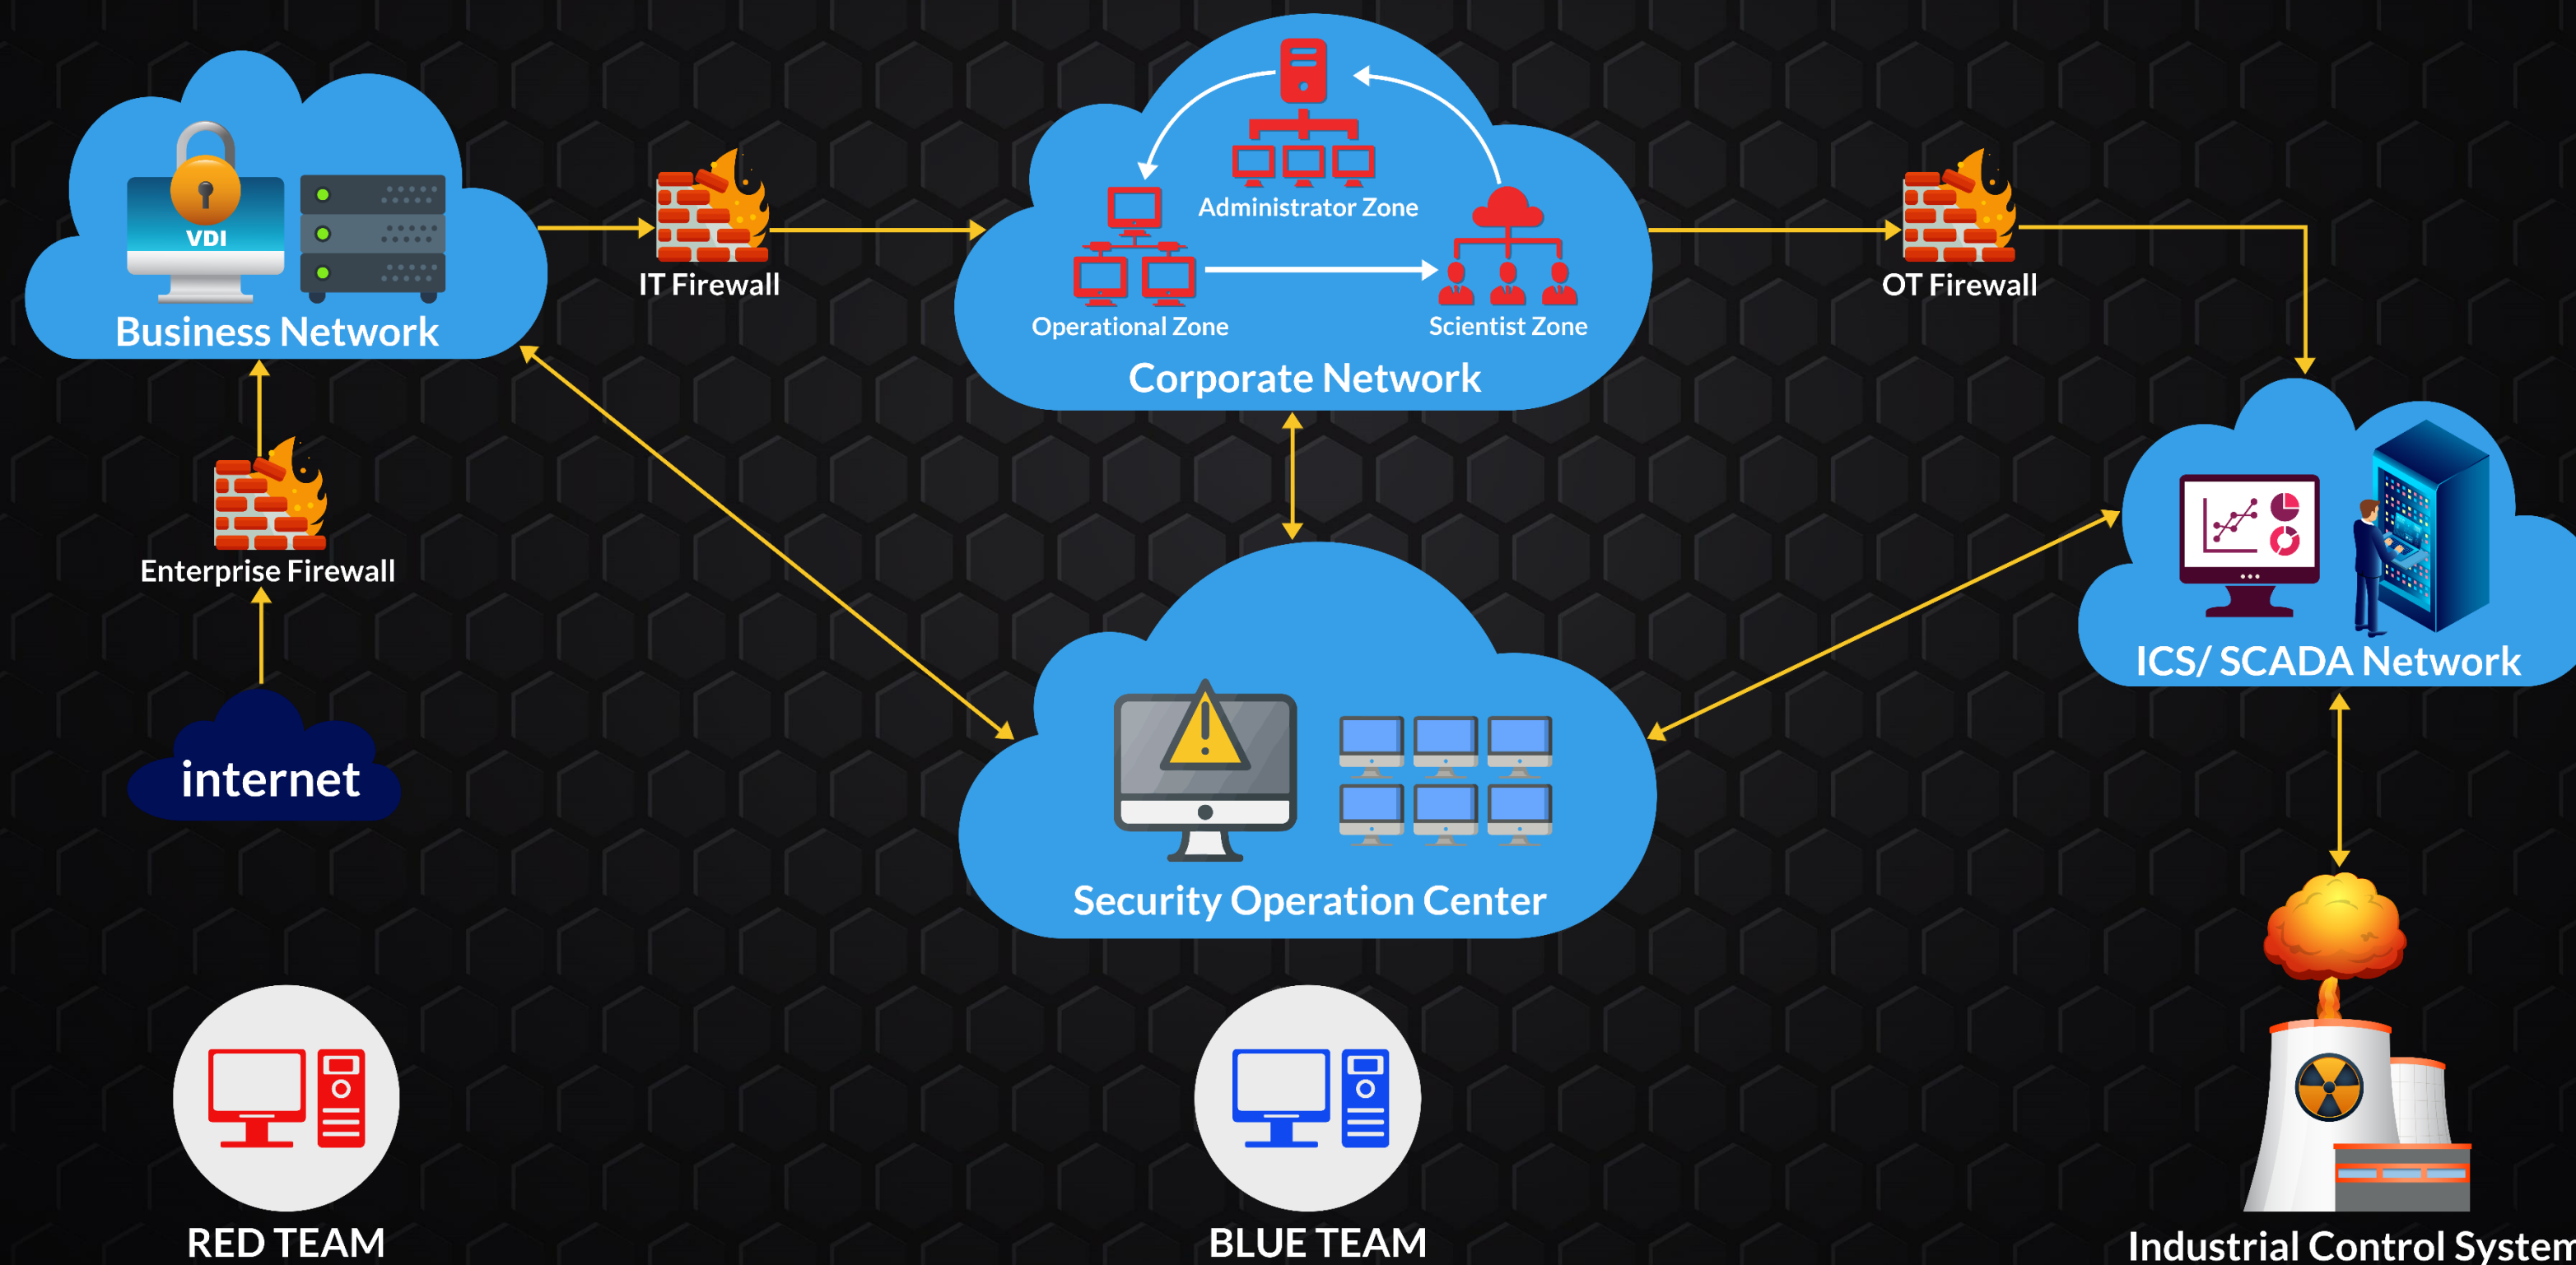 VDI
Business Network
IT Firewall
Administrator Zone
Operational Zone
Scientist Zone
Corporate Network
OT Firewall
Enterprise Firewall
internet
ICS/ SCADA Network
Security Operation Center
RED TEAM
BLUE TEAM
Industrial Control System